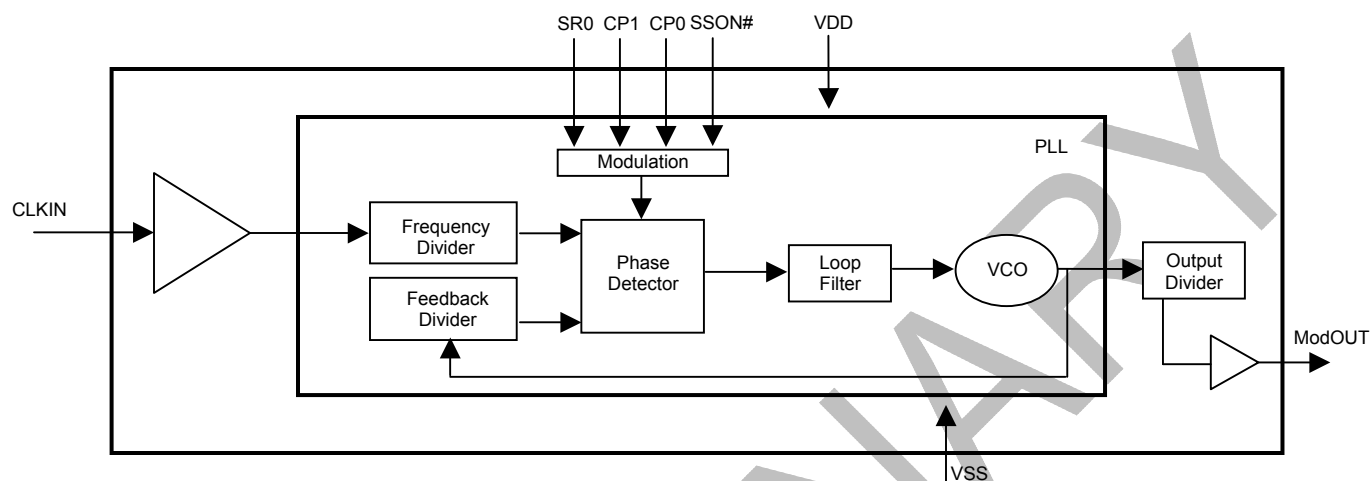 SR0 CP1 CP0 SSON# VDD
PLL
Modulation
CLKIN
Frequency
Divider
Phase
Detector
Loop
Filter
VCO
Output
Divider
Feedback
Divider
ModOUT
VSS